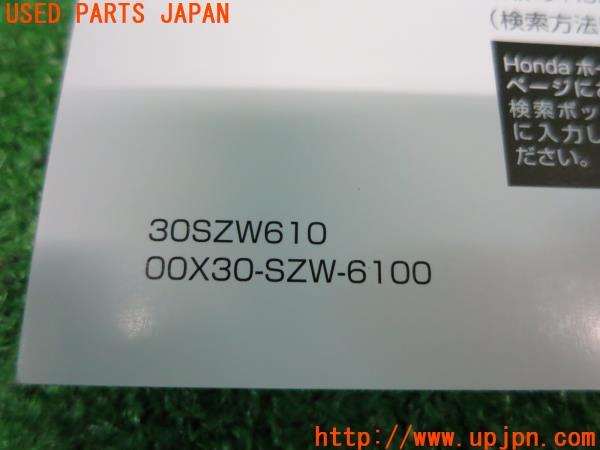 USED PARTS JAPAN
(検索方法
Honda ホー
ページにお
検索ボッ
に入力し
ださい。
30SZW610
00X30-SZW-6100
http://www.upjpn.com